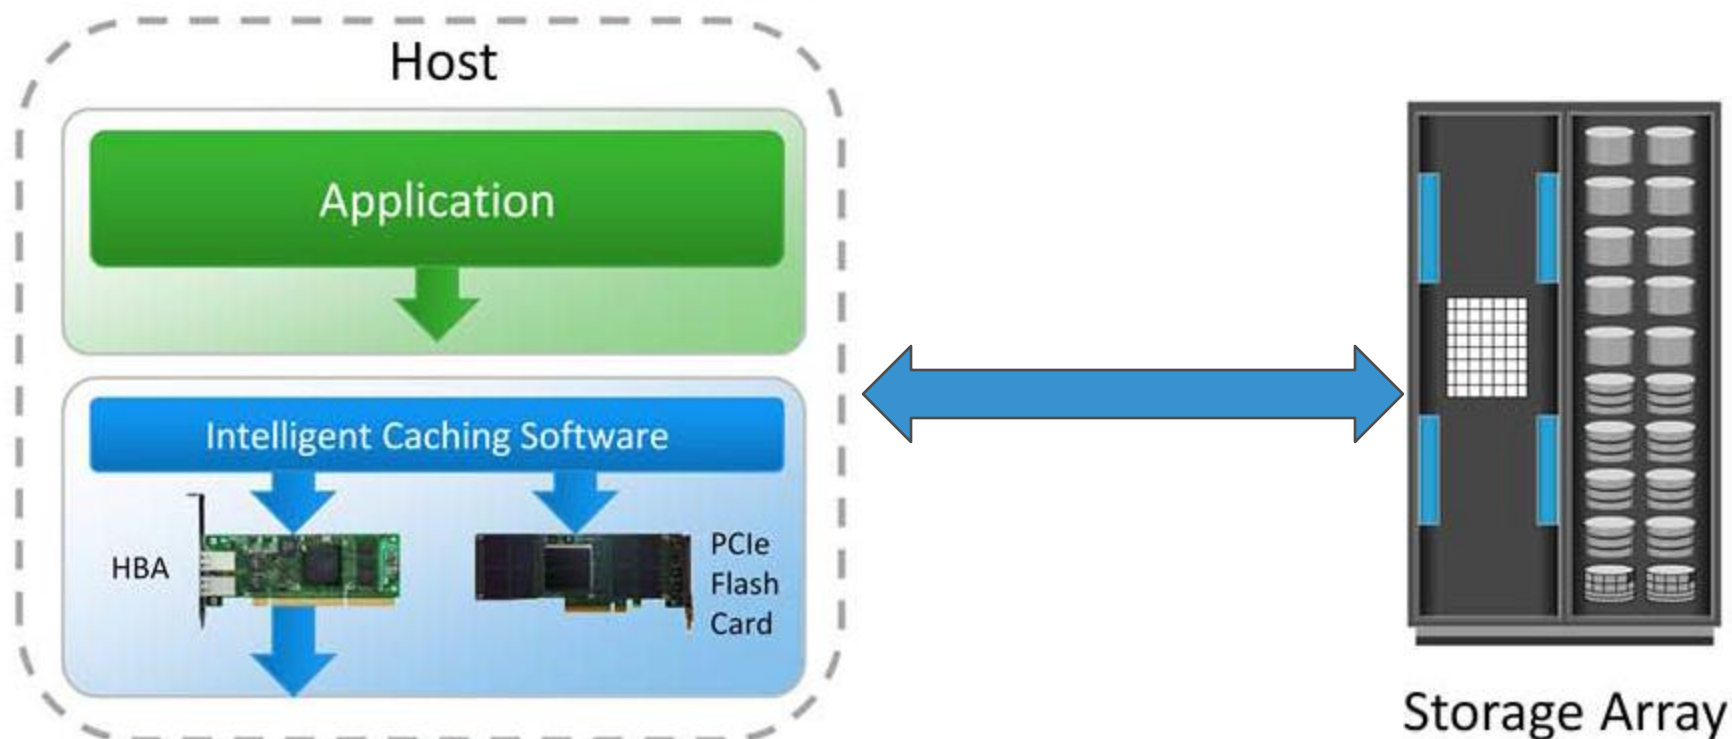 Host
Application
Intelligent Caching Software
HBA
PCIe
Flash
Card
Storage Array